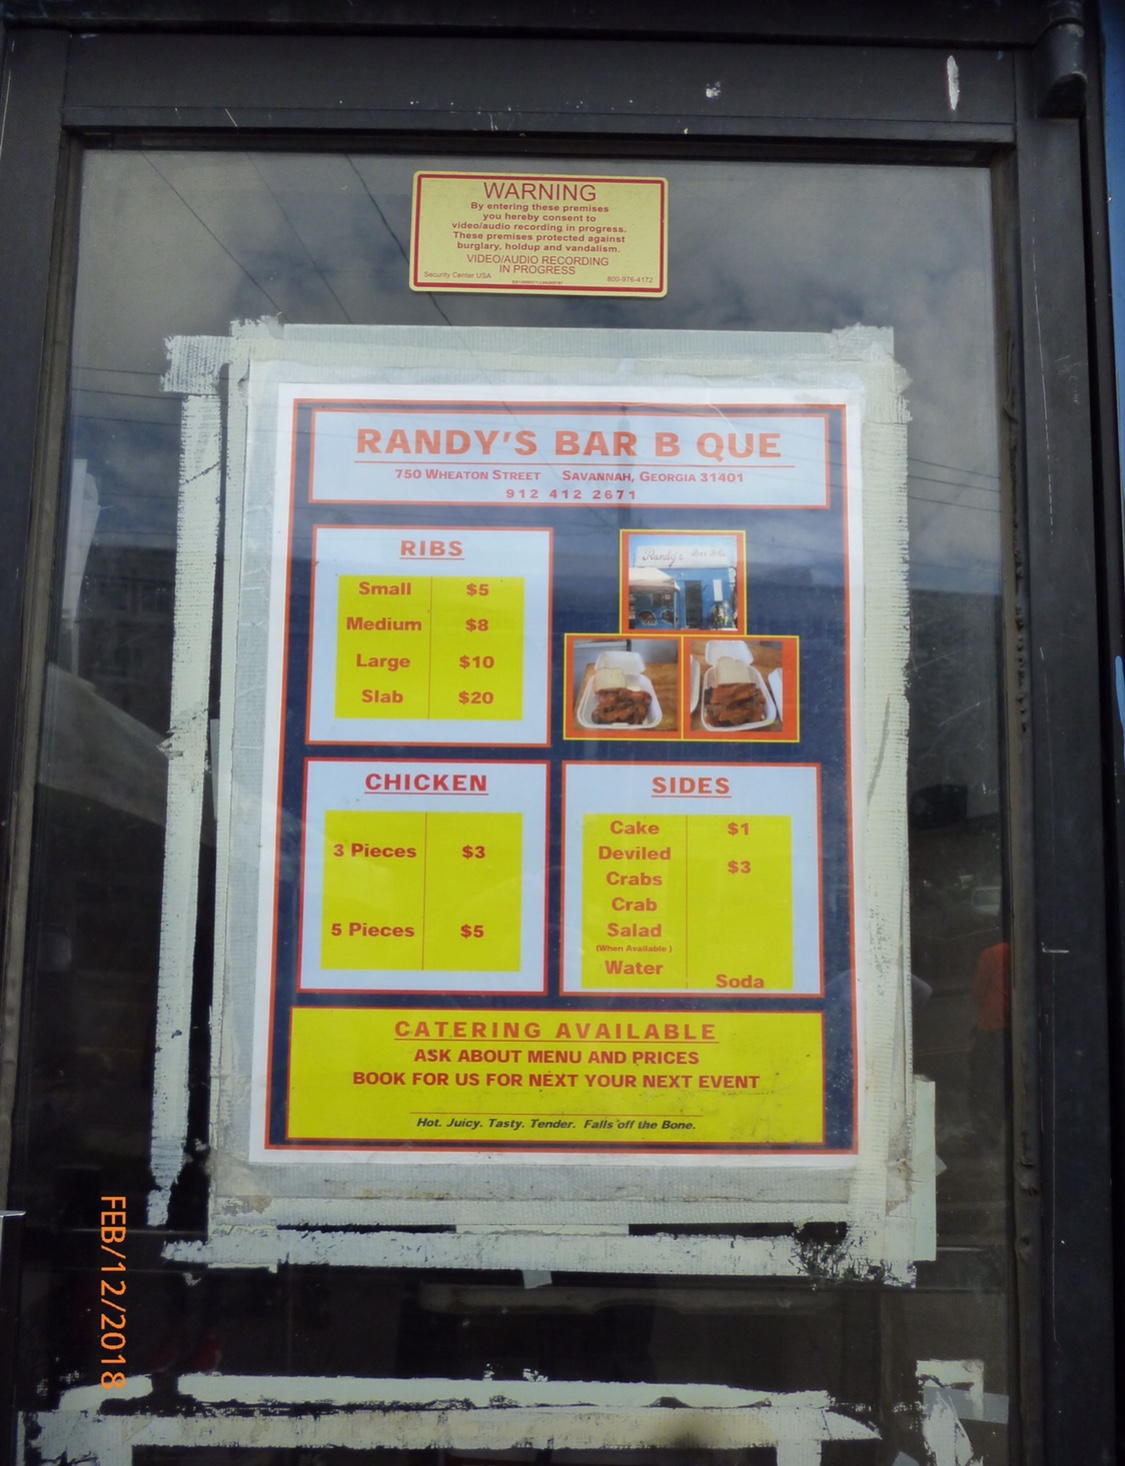 WARNING
By entering these premises
you hereby consent to
video/audio recording in progress.
These premises protected against
burglary, holdup and vandalism.
VIDEO/AUDIO RECORDING
IN PROGRESS
Security Center USA 800-976-4172
RANDY'S BAR B QUE
750 WHEATON STREET SAVANNAH, GEORGIA 31401
912 412 2671
RIBS
Small $5
Medium $8
Large $10
Slab $20
Randy's
CHICKEN
3 Pieces $3
5 Pieces $5
SIDES
Cake $1
Deviled
Crabs $3
Crab
Salad
(When Available )
Water
Soda
CATERING AVAILABLE
ASK ABOUT MENU AND PRICES
BOOK FOR US FOR NEXT YOUR NEXT EVENT
Hot. Juicy. Tasty. Tender. Falls off the Bone.
FEB/12/2018